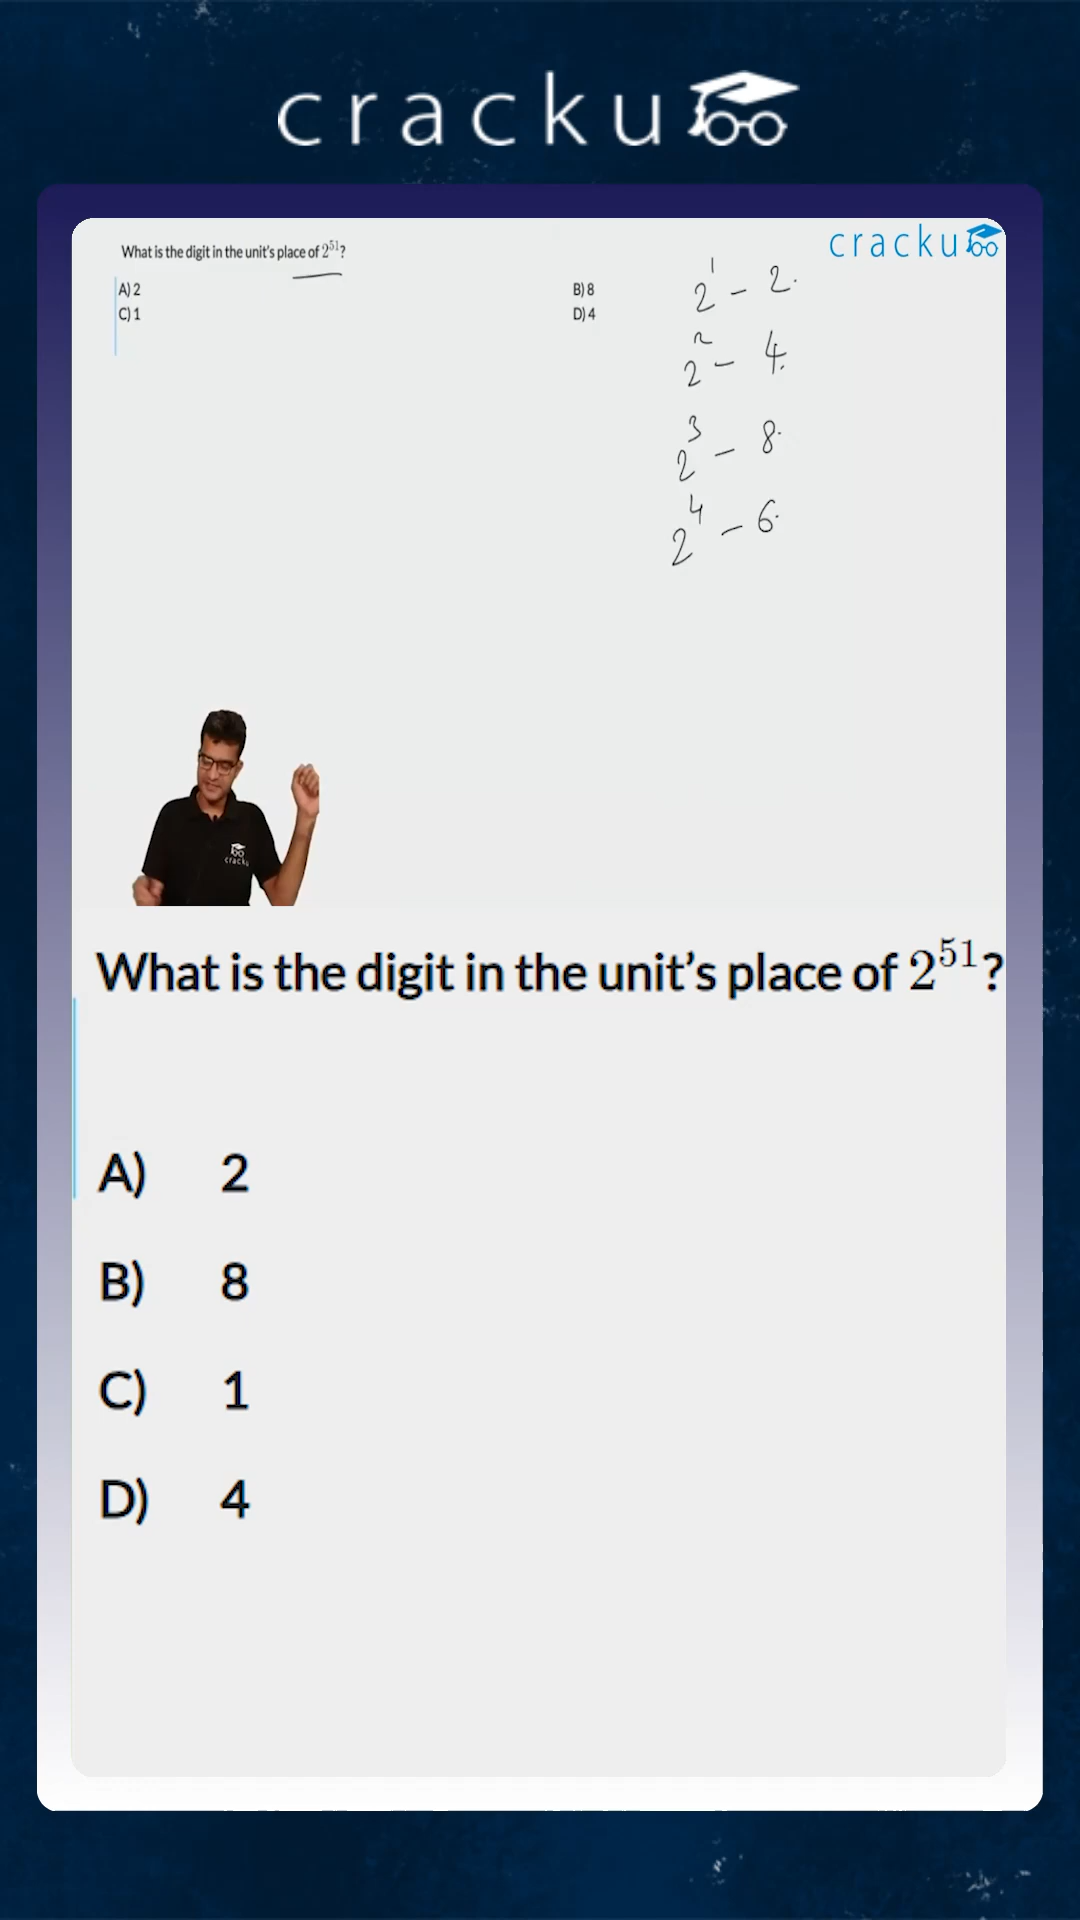 cracku
cracku
What is the digit in the unit's place of 2^51?
A) 2
B) 8
C) 1
D) 4
2^1 - 2.
2^2 - 4.
2^3 - 8.
2^4 - 6.
cracku
What is the digit in the unit's place of 2^51?
A) 2
B) 8
C) 1
D) 4